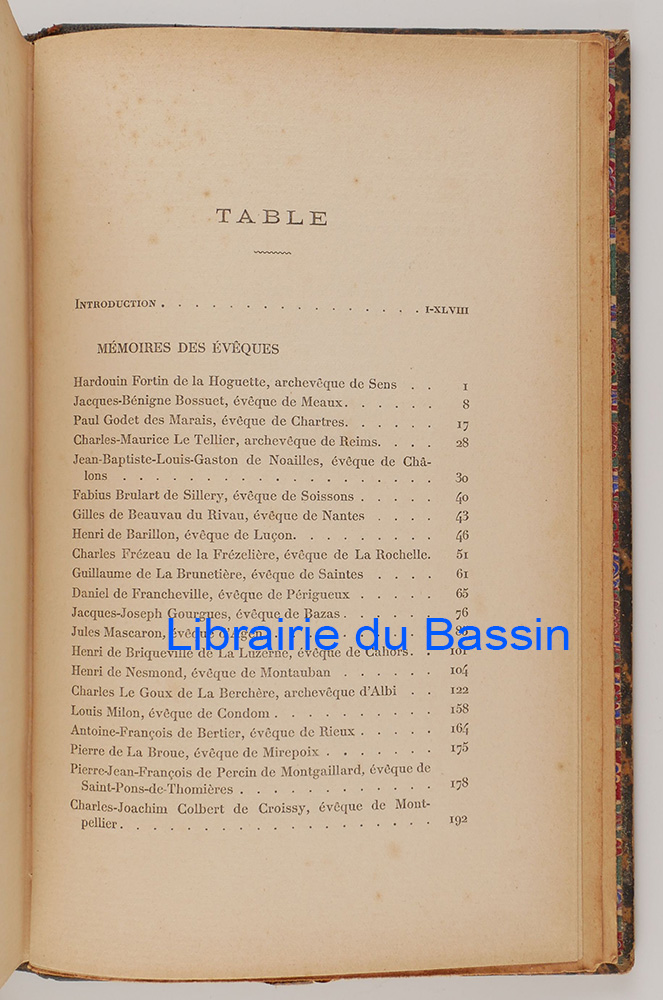 TABLE
INTRODUCTION . . . . . . . . . . . . . . . . I-XLVIII
MÉMOIRES DES ÉVÊQUES
Hardouin Fortin de la Hoguette, archevêque de Sens . . 1
Jacques-Bénigne Bossuet, évêque de Meaux. . . . . . 8
Paul Godet des Marais, évêque de Chartres. . . . . . 17
Charles-Maurice Le Tellier, archevêque de Reims. . . . 28
Jean-Baptiste-Louis-Gaston de Noailles, évêque de Châ-
lons . . . . . . . . . . . . . . . . . 30
Fabius Brulart de Sillery, évêque de Soissons . . . . . 40
Gilles de Beauvau du Rivau, évêque de Nantes . . . . 43
Henri de Barillon, évêque de Luçon. . . . . . . . . 46
Charles Frézeau de la Frézelière, évêque de La Rochelle. 51
Guillaume de La Brunetière, évêque de Saintes . . . . 61
Daniel de Francheville, évêque de Périgueux . . . . . 65
Jacques-Joseph Gourgues, évêque de Bazas . . . . . . 76
Jules Mascaron, évêque d'Agen
Librairie du Bassin
Henri de Briqueville de La Luzerne, évêque de Cahors. . 101
Henri de Nesmond, évêque de Montauban . . . . . . 104
Charles Le Goux de La Berchère, archevêque d'Albi . . 122
Louis Milon, évêque de Condom . . . . . . . . . 158
Antoine-François de Bertier, évêque de Rieux . . . . . 164
Pierre de La Broue, évêque de Mirepoix . . . . . . . 175
Pierre-Jean-François de Percin de Montgaillard, évêque de
Saint-Pons-de-Thomières . . . . . . . . . . . 178
Charles-Joachim Colbert de Croissy, évêque de Mont-
pellier. . . . . . . . . . . . . . . . . . 192